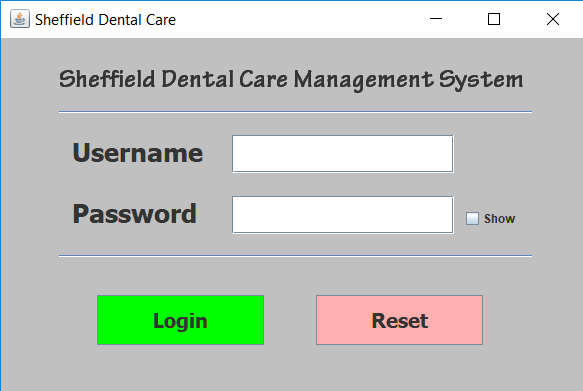 Sheffield Dental Care
Sheffield Dental Care Management System
Username
Password
Show
Login
Reset